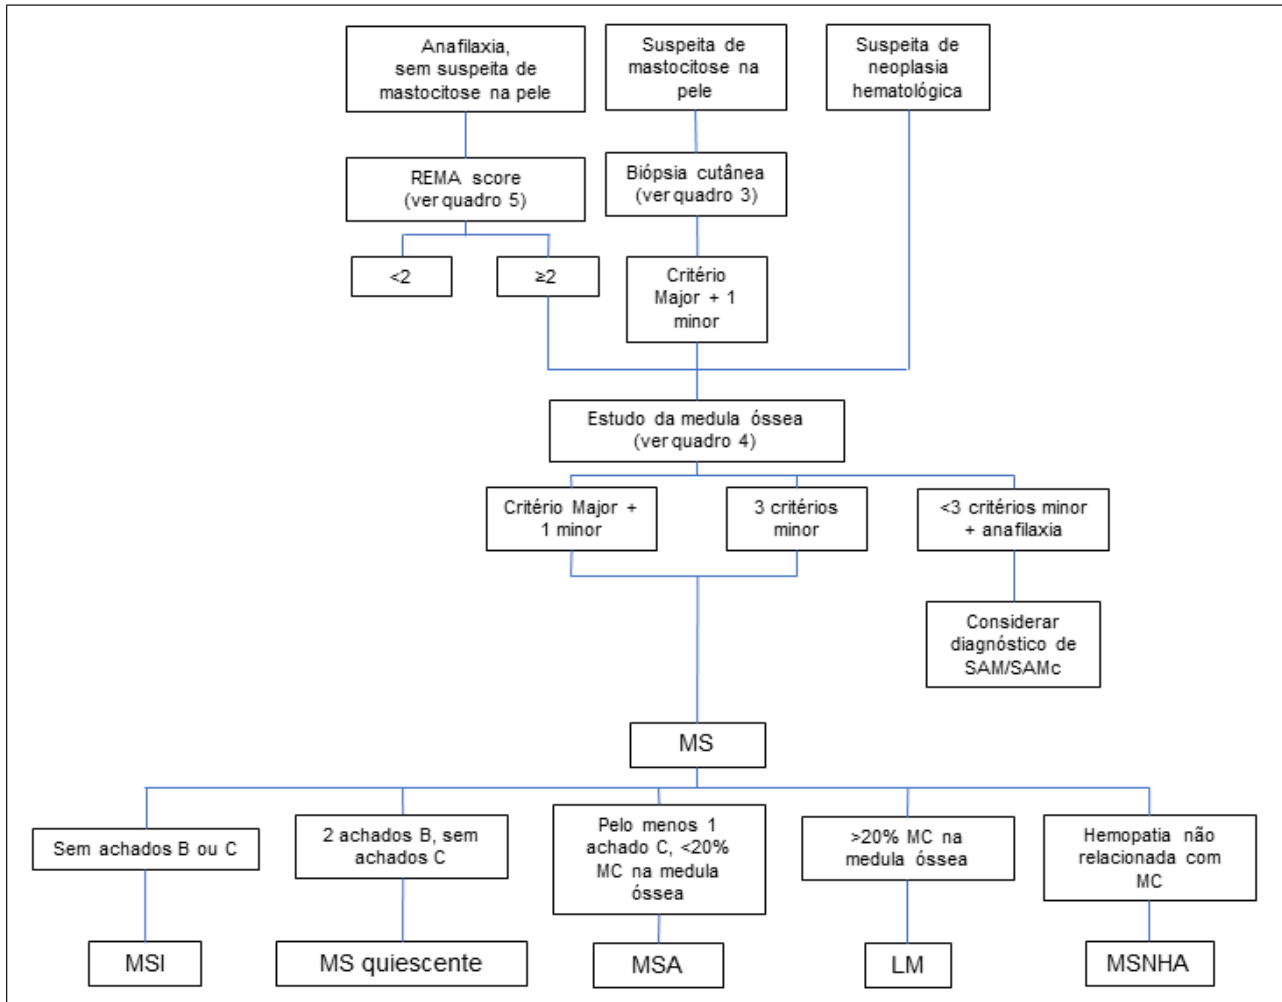 Anafilaxia,
sem suspeita de
mastocitose na pele
Suspeita de
mastocitose na
pele
Suspeita de
neoplasia
hematológica
REMA score
(ver quadro 5)
Biópsia cutânea
(ver quadro 3)
<2
≥2
Critério
Major + 1
minor
Estudo da medula óssea
(ver quadro 4)
Critério Major +
1 minor
3 critérios
minor
<3 critérios minor
+ anafilaxia
Considerar
diagnóstico de
SAM/SAMc
MS
Sem achados B ou C
2 achados B, sem
achados C
Pelo menos 1
achado C, <20%
MC na medula
óssea
>20% MC na
medula óssea
Hemopatia não
relacionada com
MC
MSI
MS quiescente
MSA
LM
MSNHA